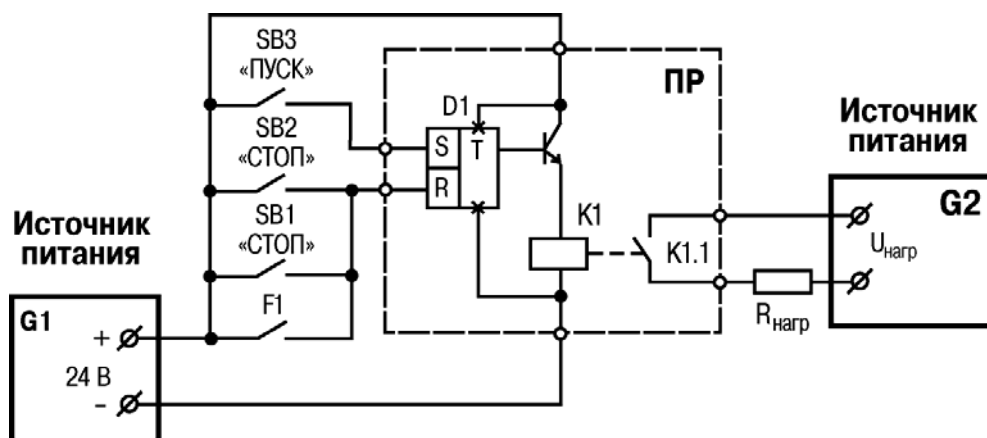 SB3
«ПУСК»
SB2
«СТОП»
SB1
«СТОП»
F1
Источник
питания
G1
+
24 В
-
D1
S
T
R
ПР
K1
K1.1
Источник
питания
G2
Uнагр
Rнагр